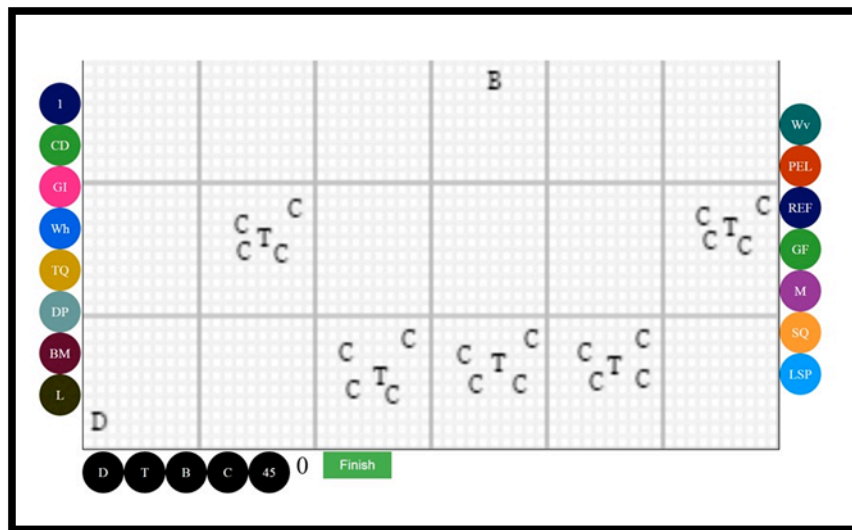 1
CD
GI
Wh
TQ
DP
BM
L
B
C C
C T C T
C C C C
C C C
C C C
T T T
C C C C C C
D
Wv
PEL
REF
GF
M
SQ
LSP
D T B C 45 0 Finish